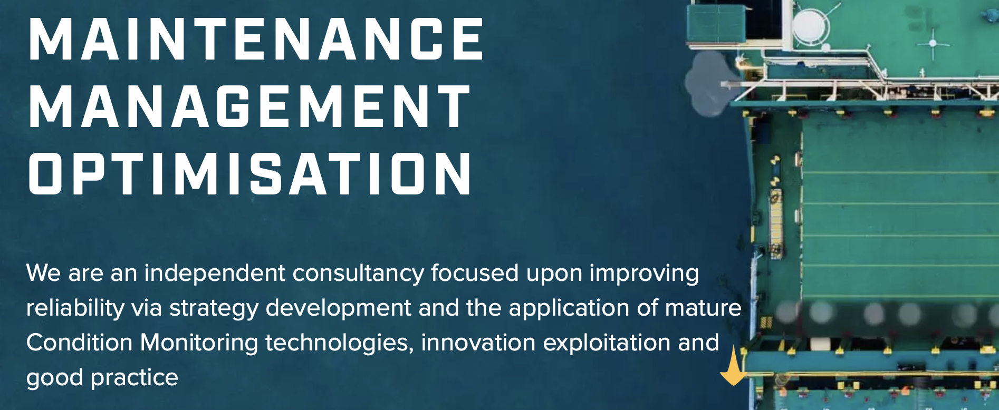 MAINTENANCE
MANAGEMENT
OPTIMISATION
We are an independent consultancy focused upon improving
reliability via strategy development and the application of mature
Condition Monitoring technologies, innovation exploitation and
good practice